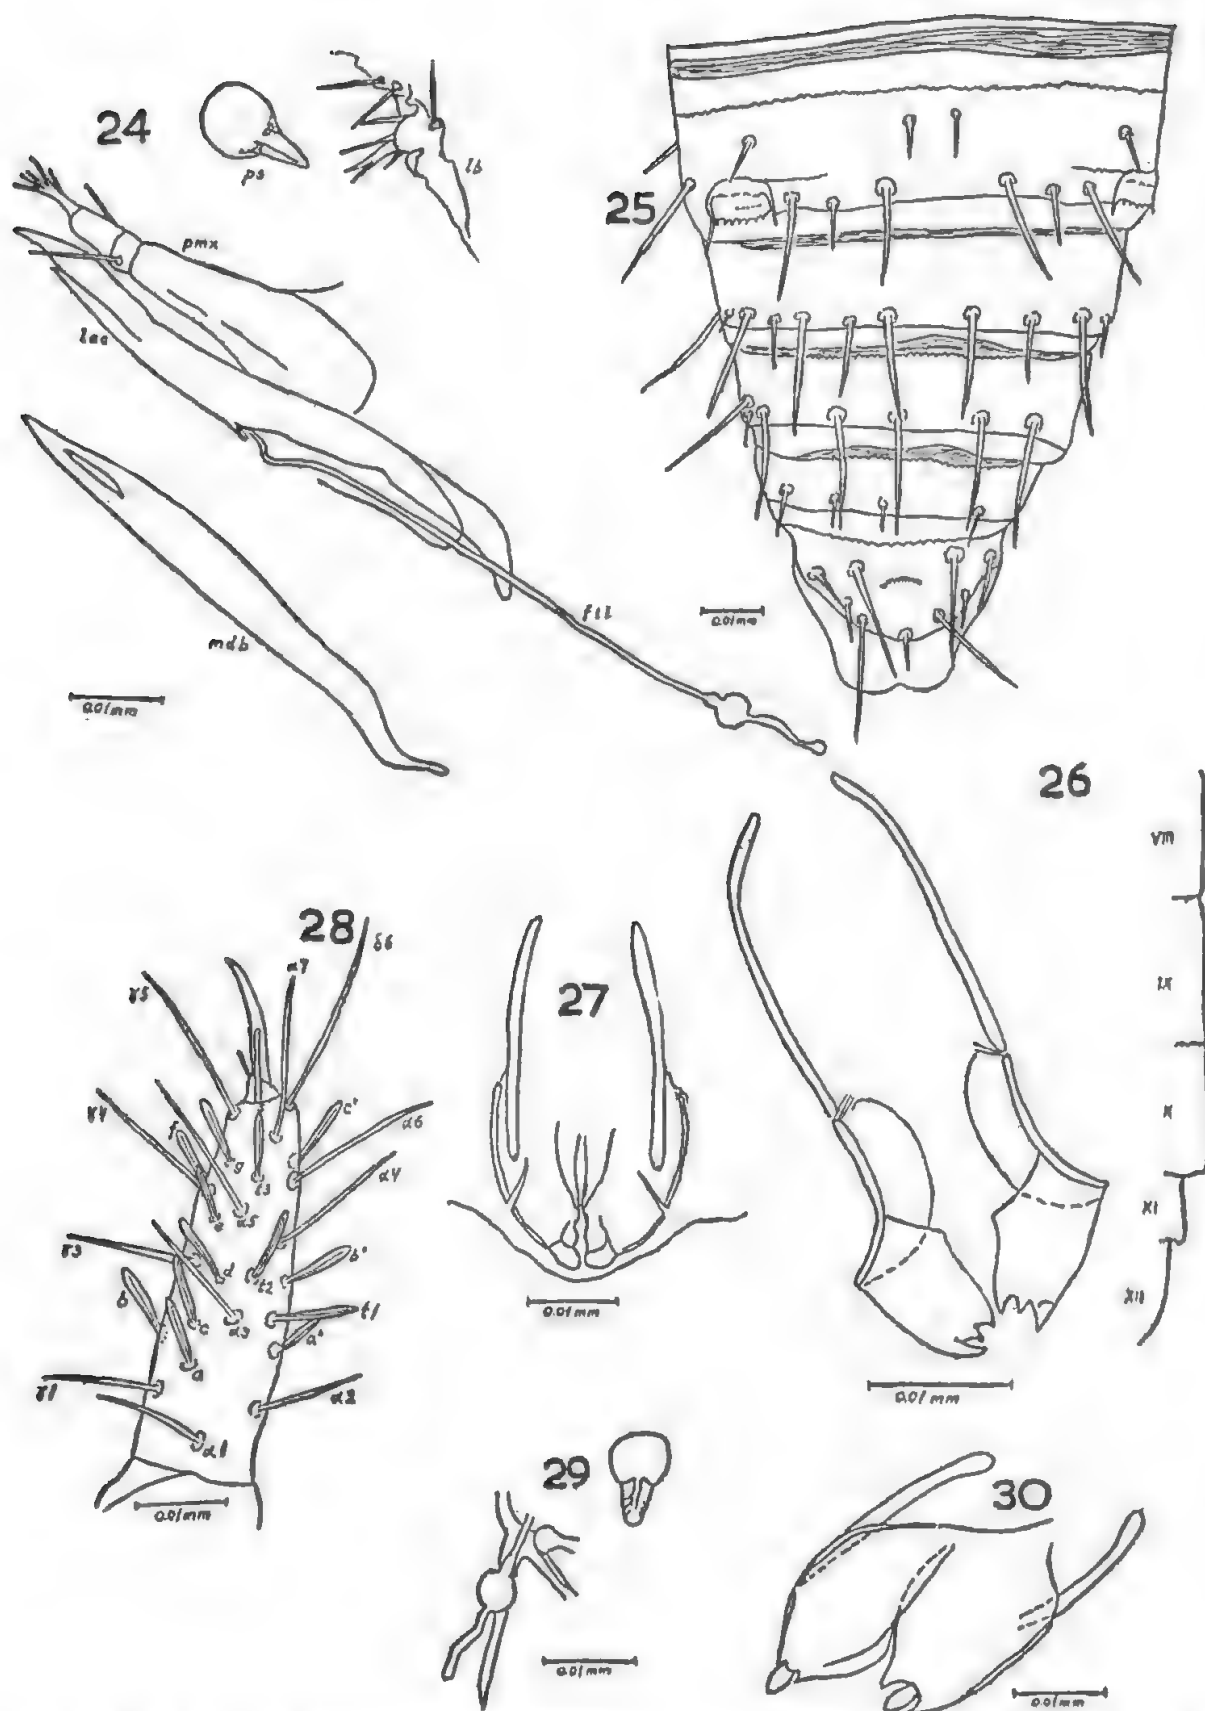 24
ps
lb
pmx
lac
25
0.01mm
ftl
mdb
0.01mm
26
VIII
IX
X
XI
XII
0.01mm
28
γ5
α7
δ6
γ4
f
c'
α6
g
t3
α4
e
α5
γ3
d
t2
b'
b
c
α3
t1
a'
a
γ1
α2
α1
0.01mm
27
0.01mm
29
0.01mm
30
0.01mm